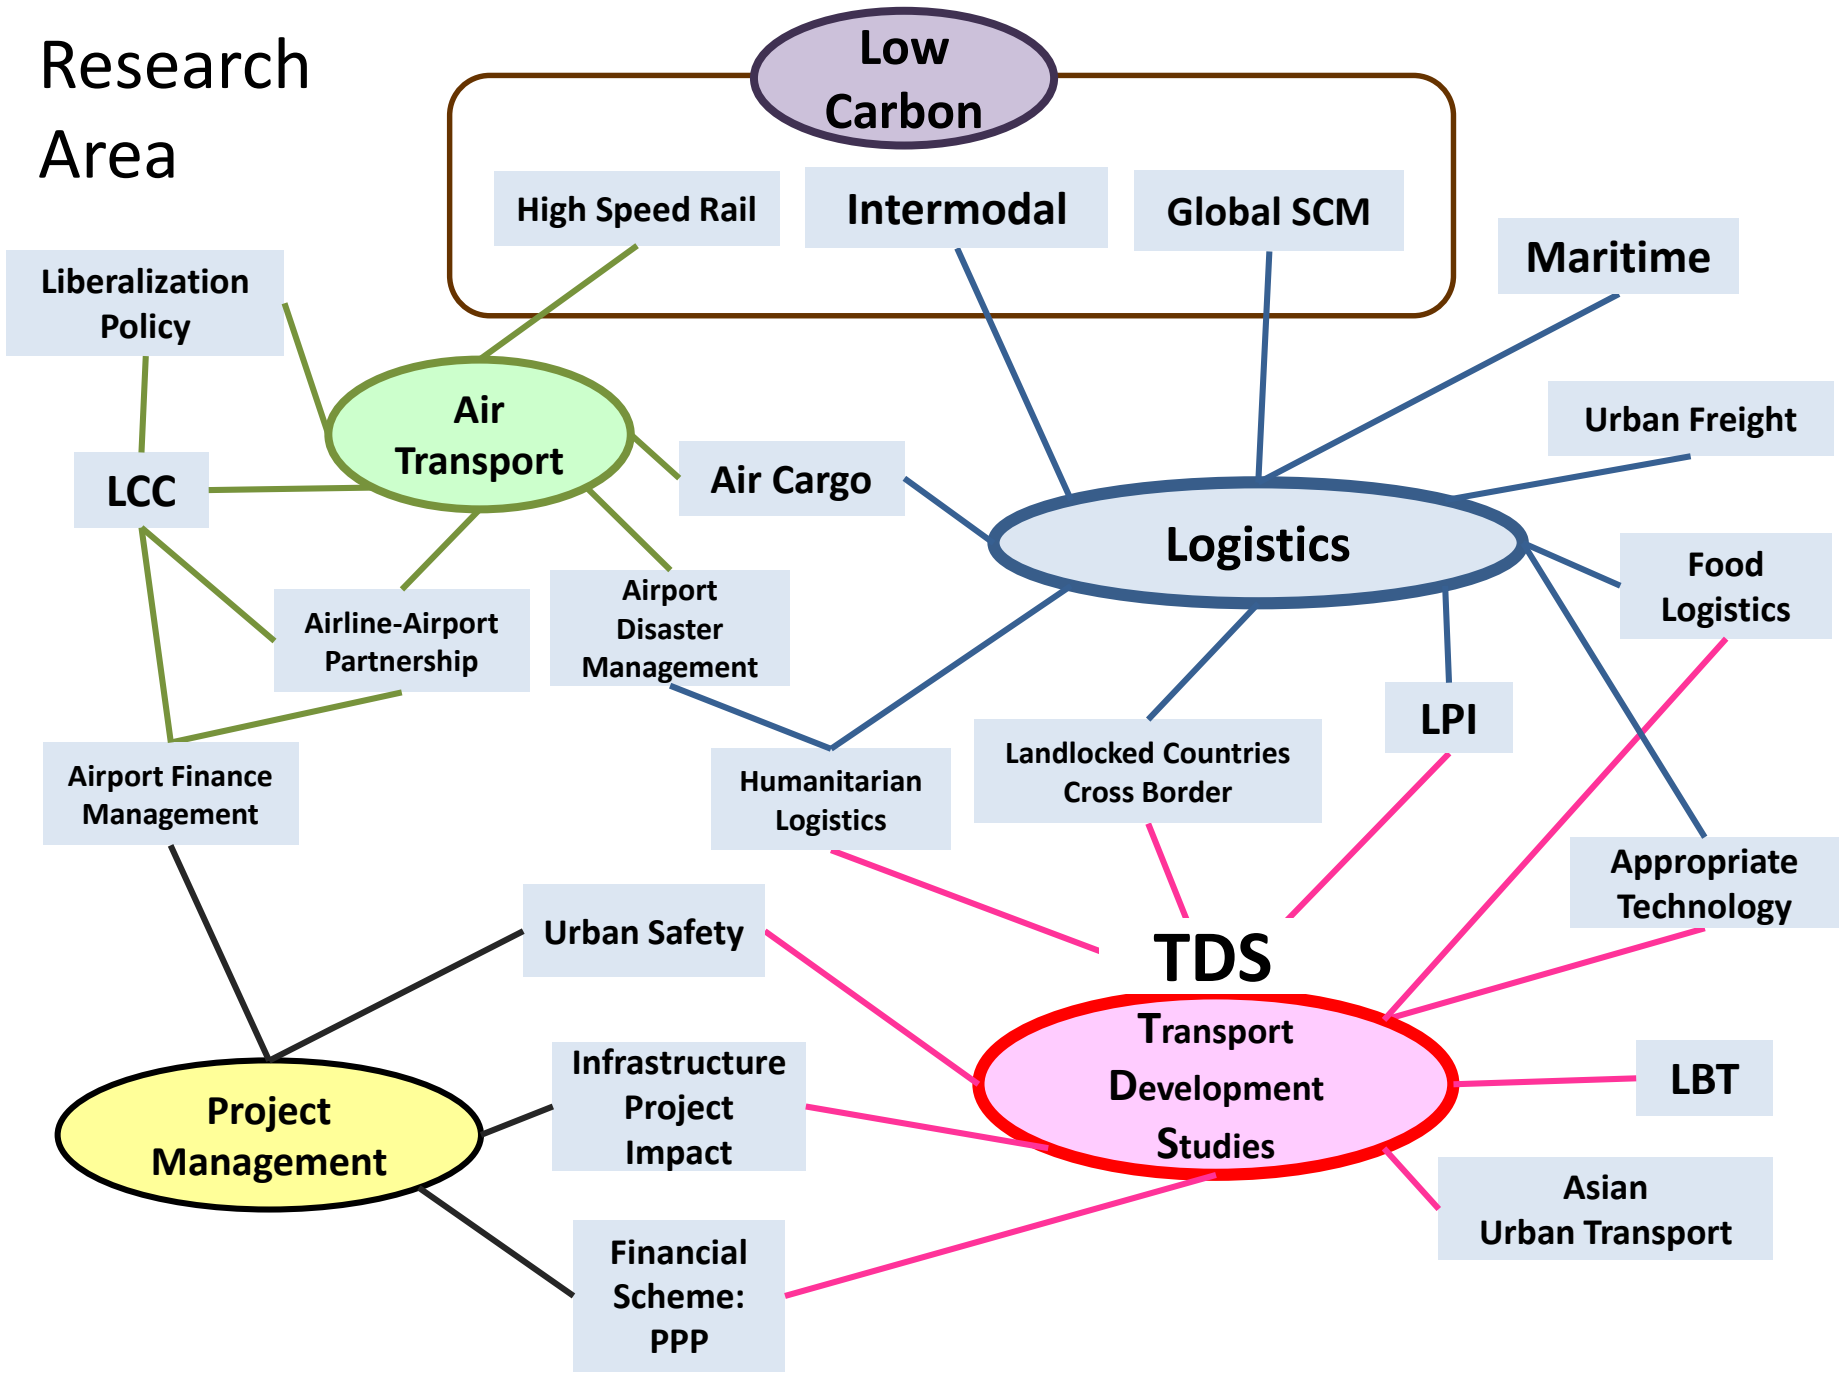 Research
Area
Low
Carbon
High Speed Rail
Intermodal
Global SCM
Maritime
Liberalization
Policy
Air
Transport
Urban Freight
LCC
Air Cargo
Logistics
Food
Logistics
Airline-Airport
Partnership
Airport
Disaster
Management
LPI
Landlocked Countries
Cross Border
Airport Finance
Management
Humanitarian
Logistics
Appropriate
Technology
Urban Safety
TDS
Transport
Development
Studies
Infrastructure
Project
Impact
LBT
Project
Management
Asian
Urban Transport
Financial
Scheme:
PPP